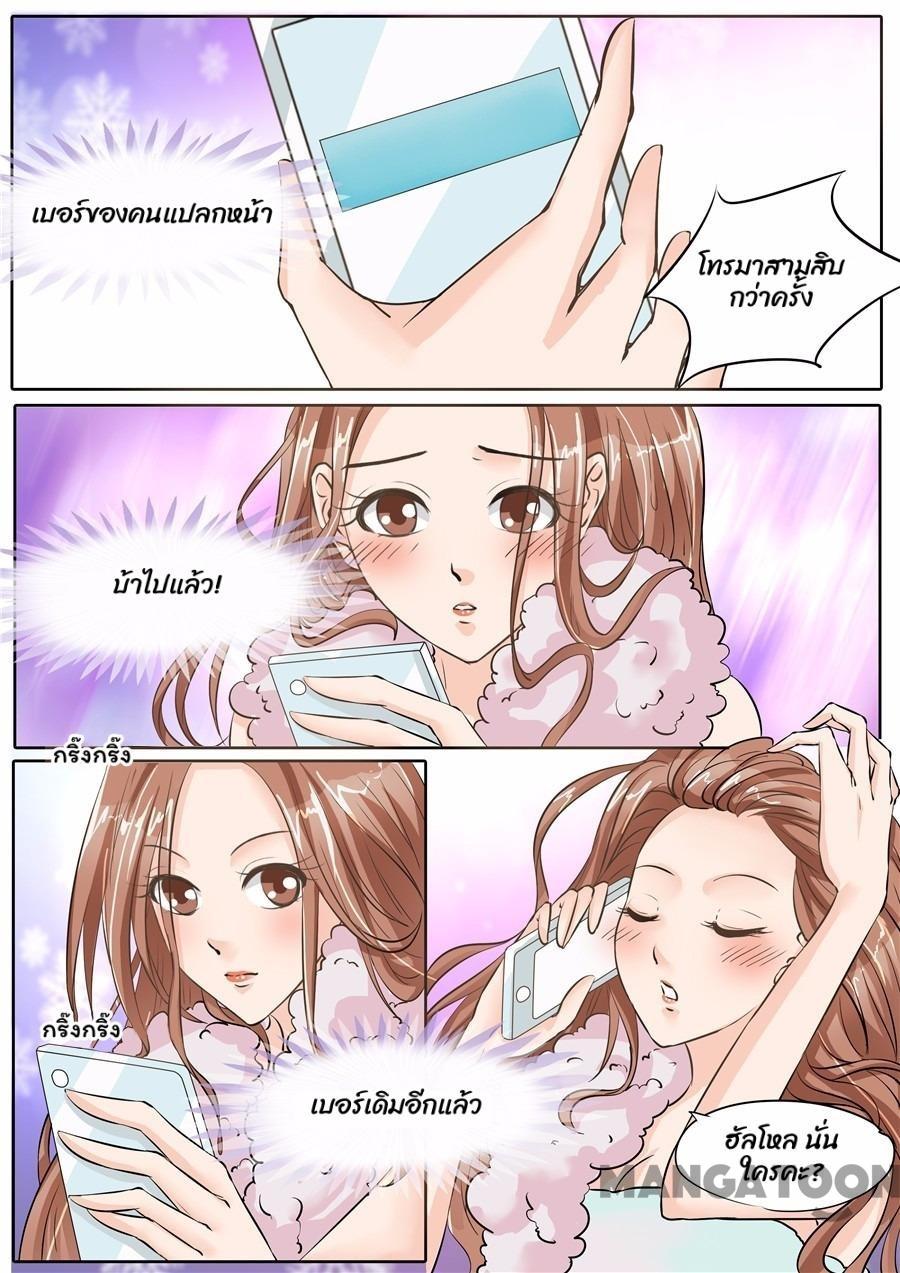 เบอร์ของคนแปลกหน้า
โทรมาสามสิบ
กว่าครั้ง
บ้าไปแล้ว!
กริ๊งกริ๊ง
กริ๊งกริ๊ง
เบอร์เดิมอีกแล้ว
ฮัลโหล นั่น
ใครคะ?
MANGATOON